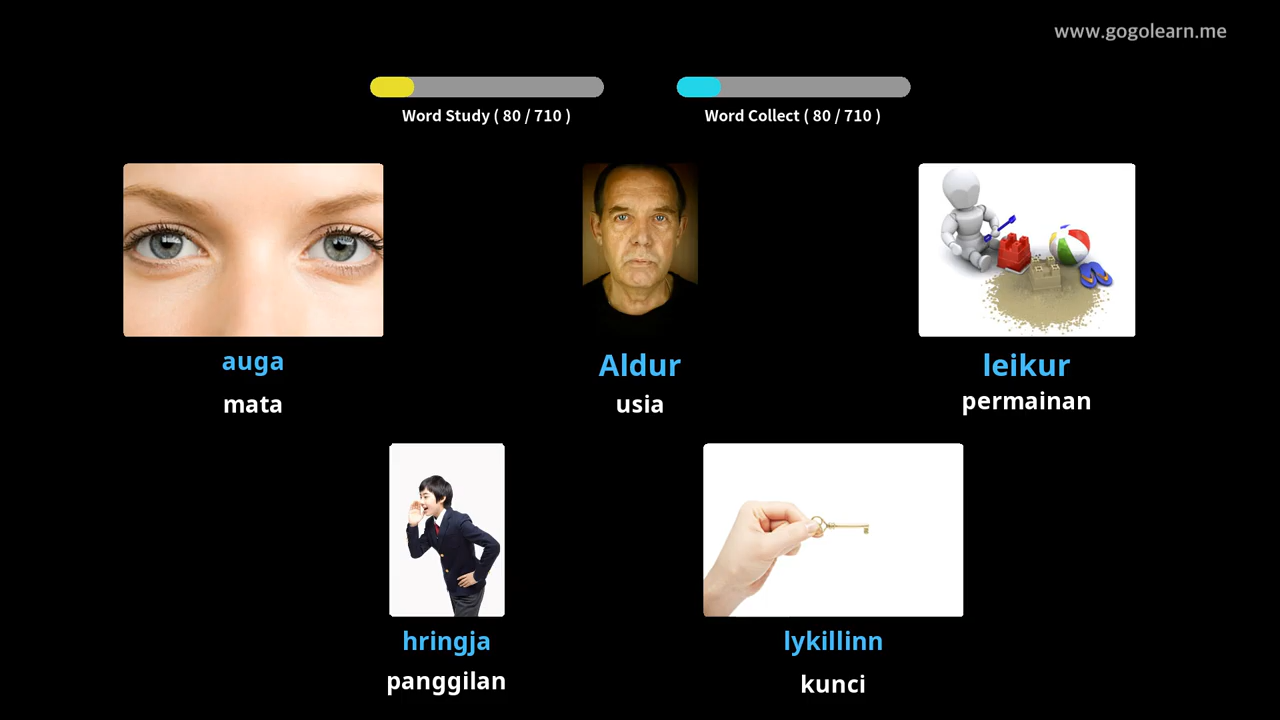 www.gogolearn.me
Word Study ( 80 / 710 )
Word Collect ( 80 / 710 )
auga
mata
Aldur
usia
leikur
permainan
hringja
panggilan
lykillinn
kunci